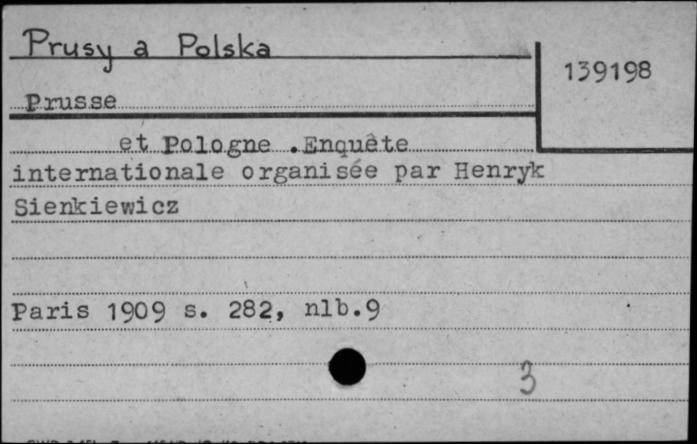 Prusy a Polska
139198
Prusse
et Pologne .Enquête
internationale organisée par Henryk
Sienkiewicz
Paris 1909 s. 282, nlb.9
3